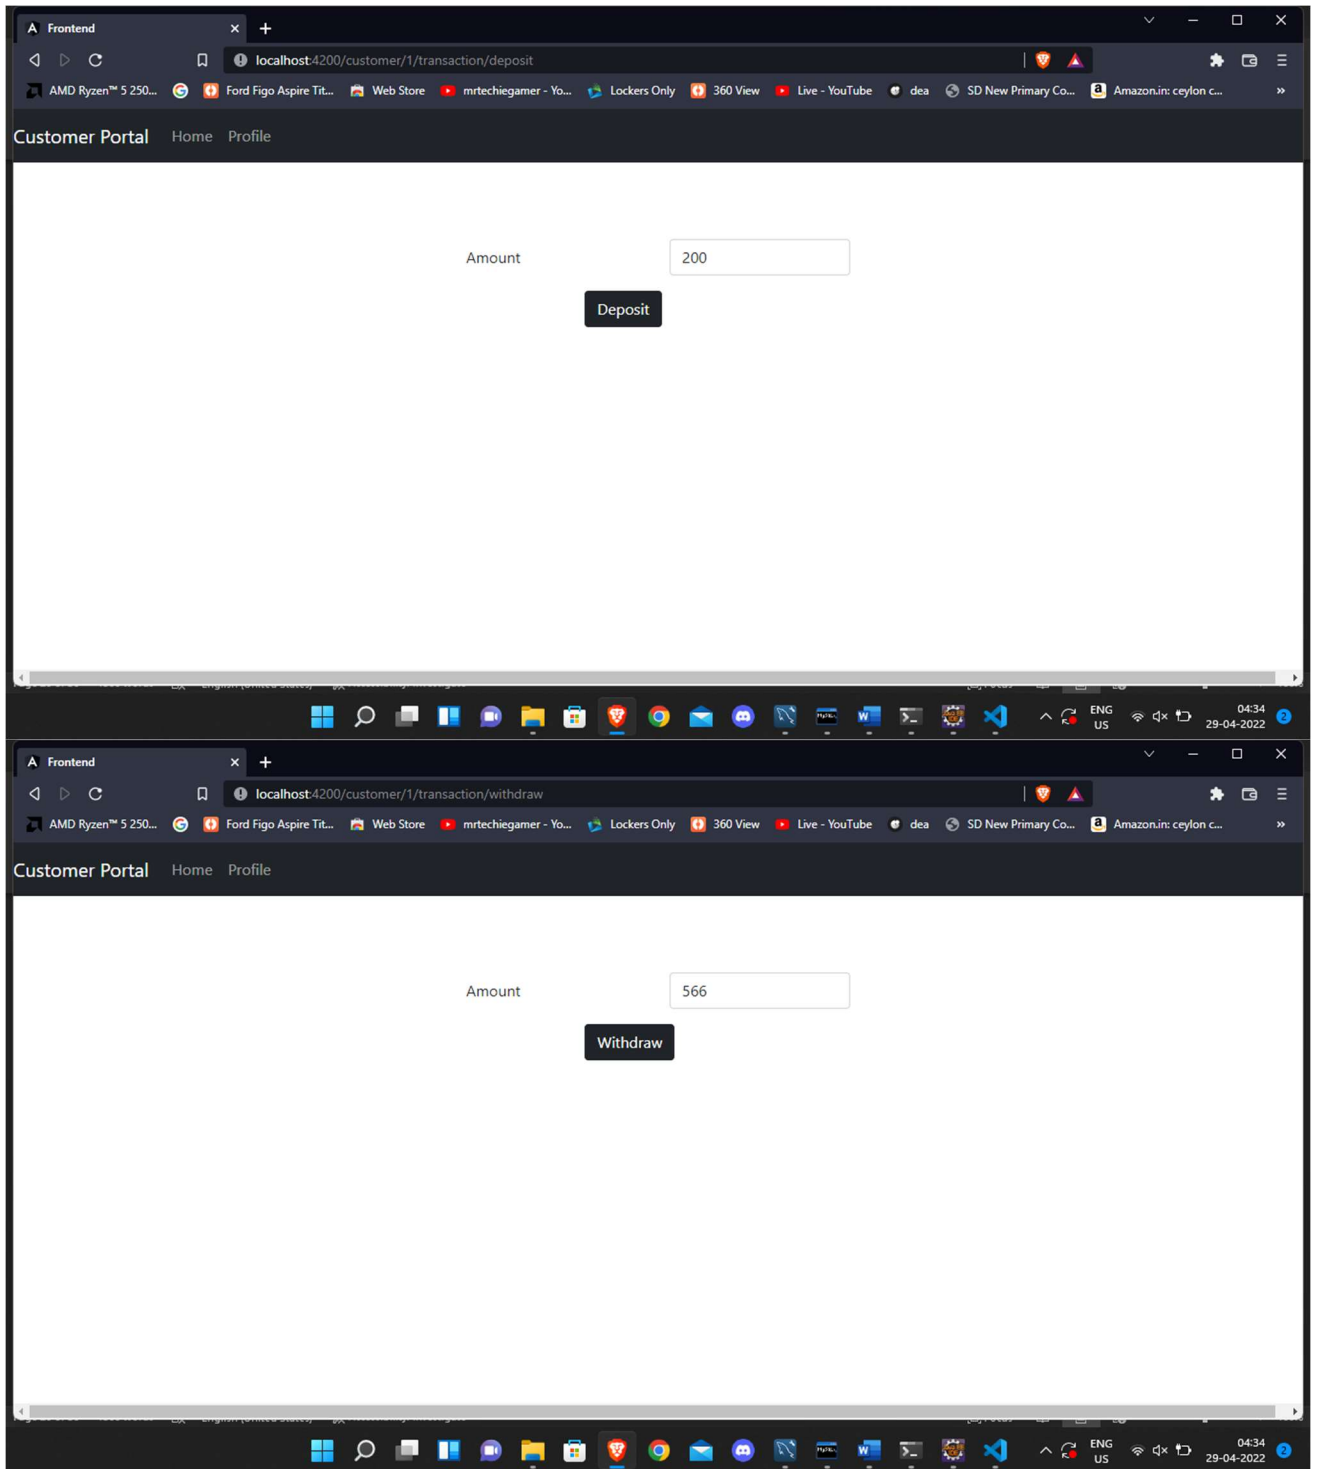 Frontend
localhost:4200/customer/1/transaction/deposit
AMD Ryzen™ 5 250... Ford Figo Aspire Tit... Web Store mrtechiegamer - Yo... Lockers Only 360 View Live - YouTube dea SD New Primary Co... Amazon.in: ceylon c... »
Customer Portal Home Profile
Amount 200
Deposit
ENG 04:34
US 29-04-2022 2
Frontend
localhost:4200/customer/1/transaction/withdraw
AMD Ryzen™ 5 250... Ford Figo Aspire Tit... Web Store mrtechiegamer - Yo... Lockers Only 360 View Live - YouTube dea SD New Primary Co... Amazon.in: ceylon c... »
Customer Portal Home Profile
Amount 566
Withdraw
ENG 04:34
US 29-04-2022 2